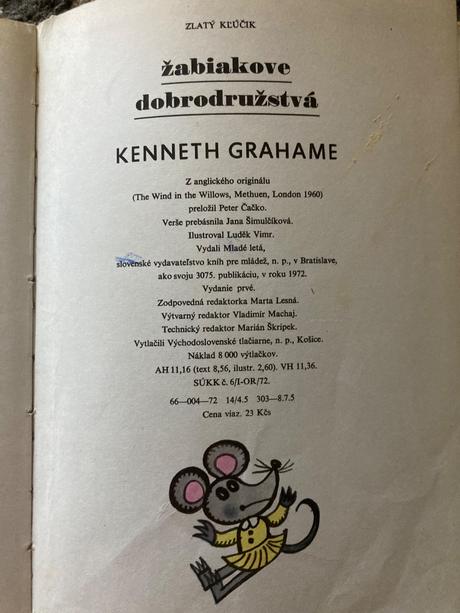 ZLATÝ KĽÚČIK
žabiakove
dobrodružstvá
KENNETH GRAHAME
Z anglického originálu
(The Wind in the Willows, Methuen, London 1960)
preložil Peter Čačko.
Verše prebásnila Jana Šimulčíková.
Ilustroval Luděk Vimr.
Vydali Mladé letá,
slovenské vydavateľstvo kníh pre mládež, n. p., v Bratislave,
ako svoju 3075. publikáciu, v roku 1972.
Vydanie prvé.
Zodpovedná redaktorka Marta Lesná.
Výtvarný redaktor Vladimír Machaj.
Technický redaktor Marián Škripek.
Vytlačili Východoslovenské tlačiarne, n. p., Košice.
Náklad 8 000 výtlačkov.
AH 11,16 (text 8,56, ilustr. 2,60). VH 11,36.
SÚKK č. 6/I-OR/72.
66—004—72 14/4.5 303—8.7.5
Cena viaz. 23 Kčs